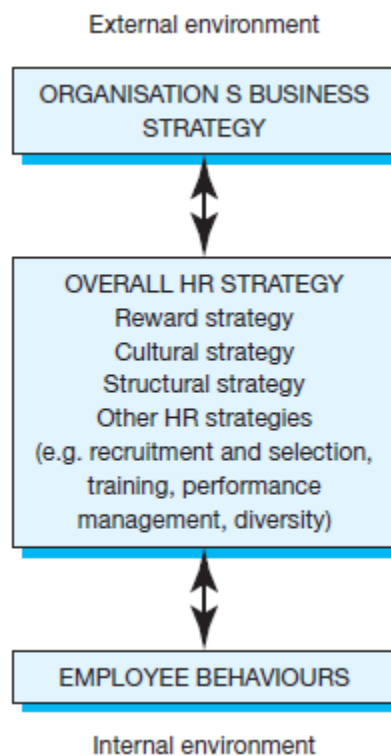 External environment
ORGANISATION S BUSINESS
STRATEGY
OVERALL HR STRATEGY
Reward strategy
Cultural strategy
Structural strategy
Other HR strategies
(e.g. recruitment and selection,
training, performance
management, diversity)
EMPLOYEE BEHAVIOURS
Internal environment